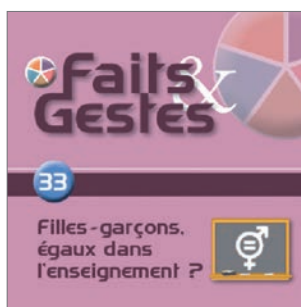 Faits &
Gestes
33
Filles-garçons,
égaux dans
l'enseignement ?